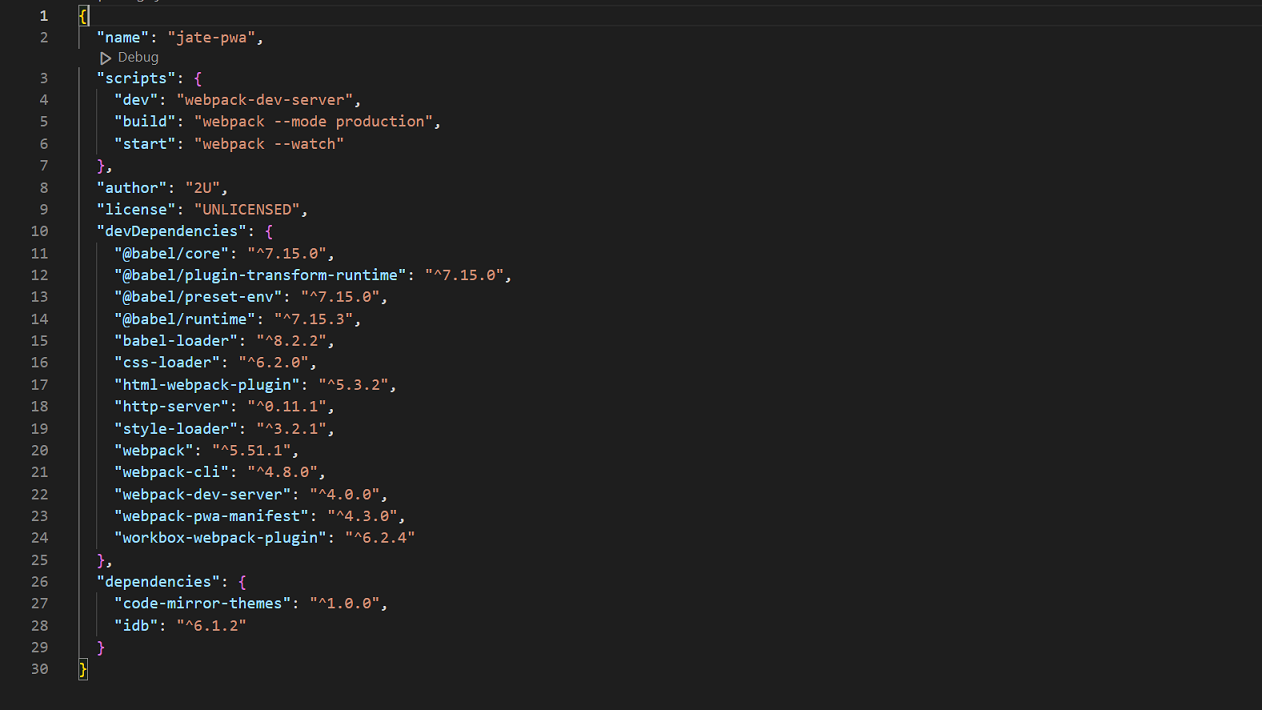 1 {
2 "name": "jate-pwa",
Debug
3 "scripts": {
4 "dev": "webpack-dev-server",
5 "build": "webpack --mode production",
6 "start": "webpack --watch"
7 },
8 "author": "2U",
9 "license": "UNLICENSED",
10 "devDependencies": {
11 "@babel/core": "^7.15.0",
12 "@babel/plugin-transform-runtime": "^7.15.0",
13 "@babel/preset-env": "^7.15.0",
14 "@babel/runtime": "^7.15.3",
15 "babel-loader": "^8.2.2",
16 "css-loader": "^6.2.0",
17 "html-webpack-plugin": "^5.3.2",
18 "http-server": "^0.11.1",
19 "style-loader": "^3.2.1",
20 "webpack": "^5.51.1",
21 "webpack-cli": "^4.8.0",
22 "webpack-dev-server": "^4.0.0",
23 "webpack-pwa-manifest": "^4.3.0",
24 "workbox-webpack-plugin": "^6.2.4"
25 },
26 "dependencies": {
27 "code-mirror-themes": "^1.0.0",
28 "idb": "^6.1.2"
29 }
30 }